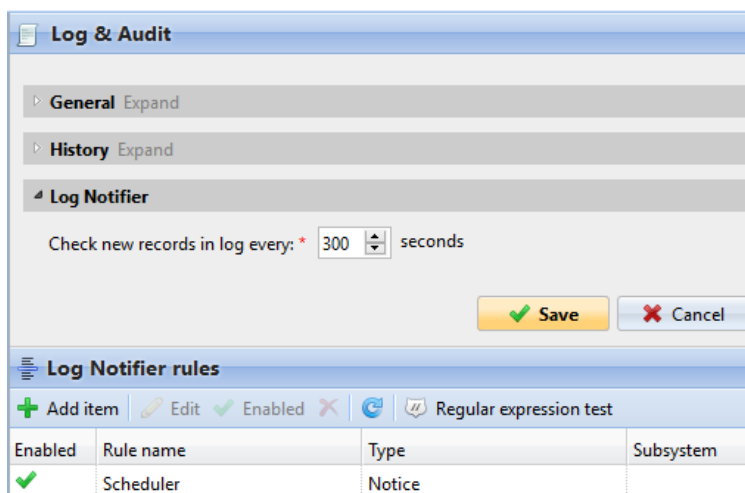 Log & Audit
General Expand
History Expand
Log Notifier
Check new records in log every: * 300 seconds
Save Cancel
Log Notifier rules
Add item Edit Enabled Regular expression test
Enabled Rule name Type Subsystem
Scheduler Notice